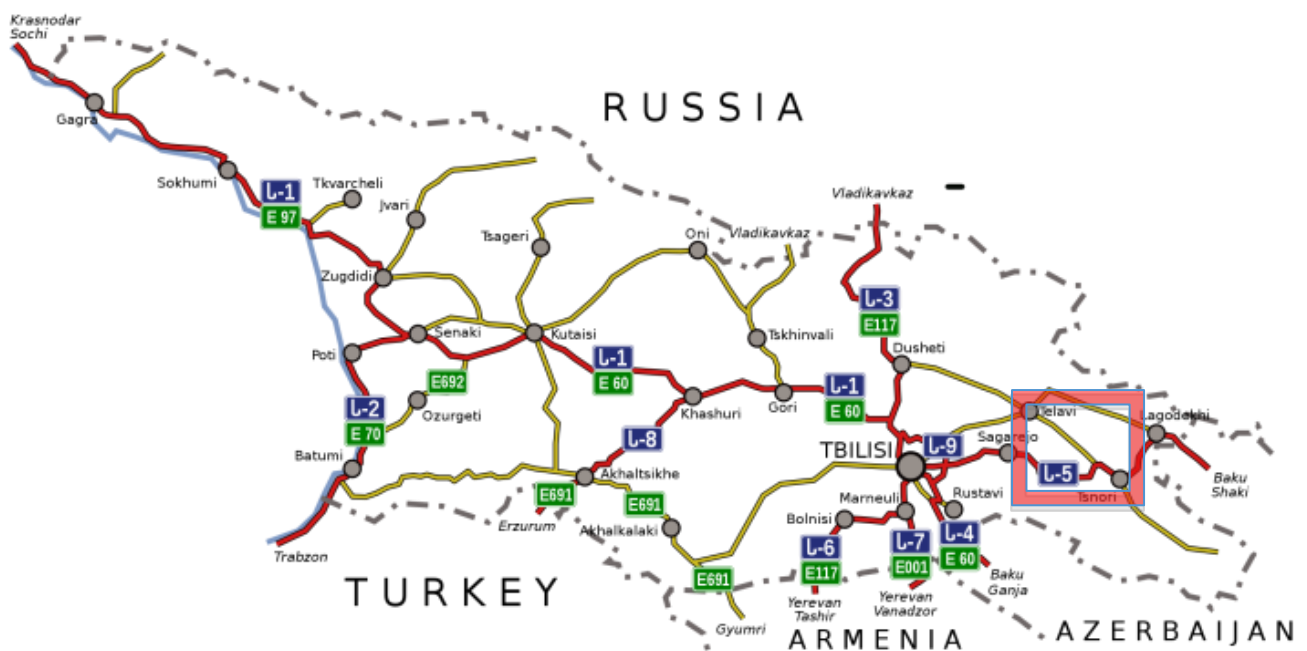 Krasnodar
Sochi
Gagra
RUSSIA
Sokhumi
Tkvarcheli
ს-1
E 97
Jvari
Vladikavkaz
Tsageri
Oni
Vladikavkaz
Zugdidi
ს-3
E117
Poti
Senaki
Kutaisi
Tskhinvali
Dusheti
ს-1
E 60
E692
ს-1
E 60
ს-2
E 70
Ozurgeti
Khashuri
Gori
Telavi
Lagodekhi
ს-8
ს-9
Sagarejo
TBILISI
Batumi
Akhaltsikhe
ს-5
Baku
Shaki
E691
E691
Marneuli
Rustavi
Tsnori
Erzurum
Akhalkalaki
Bolnisi
Trabzon
ს-6
E117
ს-7
E001
ს-4
E 60
TURKEY
E691
Baku
Ganja
Yerevan
Tashir
Yerevan
Vanadzor
Gyumri
ARMENIA
AZERBAIJAN